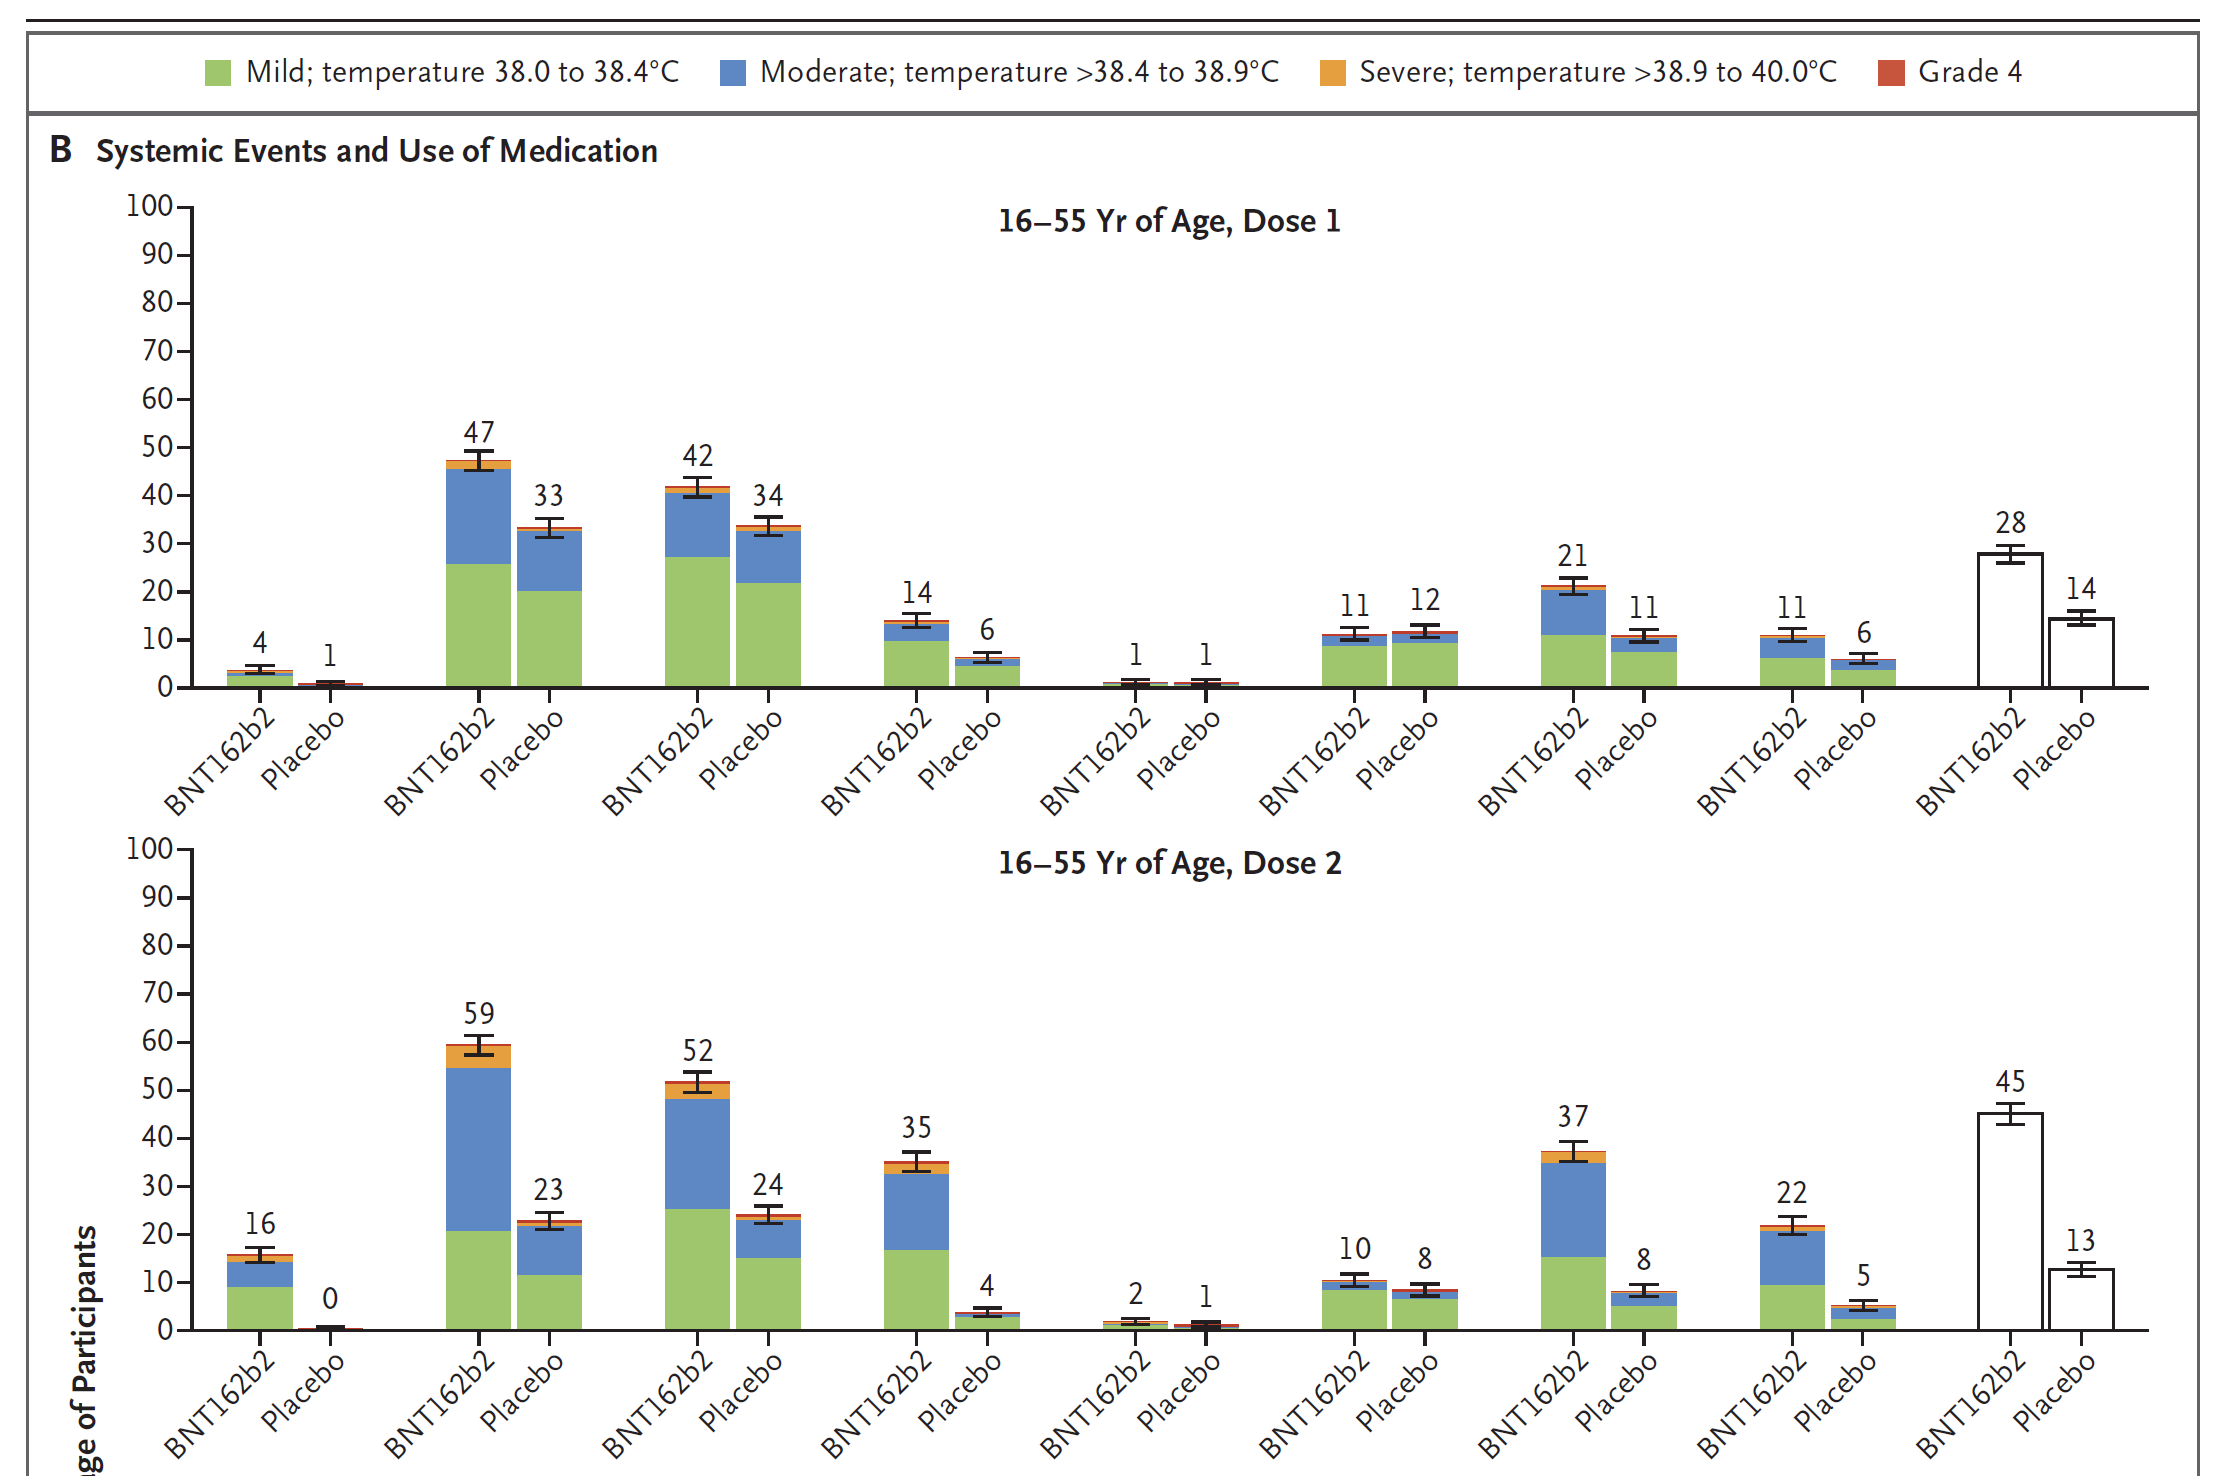 Mild; temperature 38.0 to 38.4°C Moderate; temperature >38.4 to 38.9°C Severe; temperature >38.9 to 40.0°C Grade 4
B Systemic Events and Use of Medication
16–55 Yr of Age, Dose 1
100
90
80
70
60
50
40
30
20
10
0
4 1 47 33 42 34 14 6 1 1 11 12 21 11 11 6 28 14
BNT162b2 Placebo BNT162b2 Placebo BNT162b2 Placebo BNT162b2 Placebo BNT162b2 Placebo BNT162b2 Placebo BNT162b2 Placebo BNT162b2 Placebo BNT162b2 Placebo
16–55 Yr of Age, Dose 2
100
90
80
70
60
50
40
30
20
10
0
16 0 59 23 52 24 35 4 2 1 10 8 37 8 22 5 45 13
BNT162b2 Placebo BNT162b2 Placebo BNT162b2 Placebo BNT162b2 Placebo BNT162b2 Placebo BNT162b2 Placebo BNT162b2 Placebo BNT162b2 Placebo BNT162b2 Placebo
of Participants